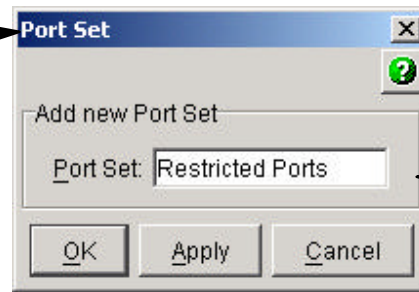 Port Set
Add new Port Set
Port Set: Restricted Ports
OK Apply Cancel